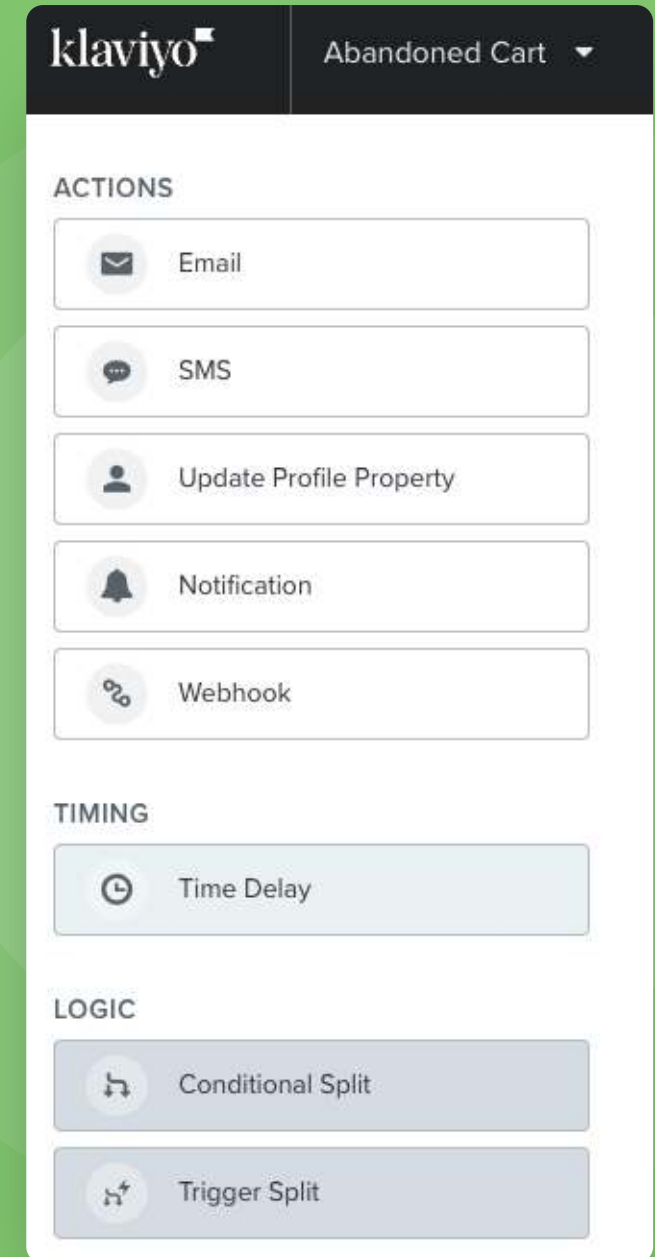 klaviyo
Abandoned Cart
ACTIONS
Email
SMS
Update Profile Property
Notification
Webhook
TIMING
Time Delay
LOGIC
Conditional Split
Trigger Split